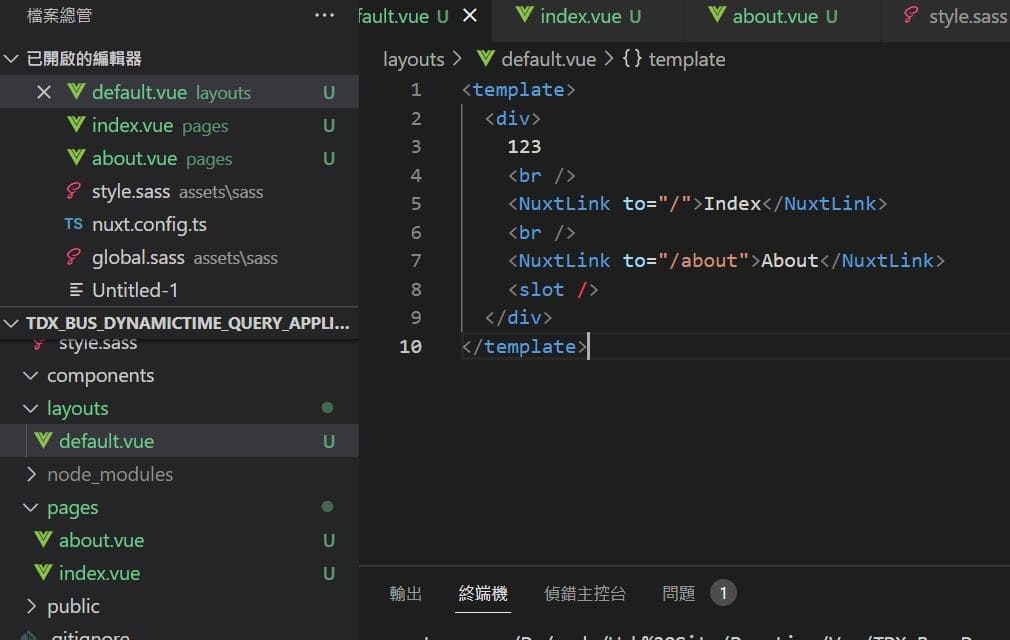 檔案總管 ···
已開啟的編輯器
default.vue layouts U
index.vue pages U
about.vue pages U
style.sass assets\sass
TS nuxt.config.ts
global.sass assets\sass
Untitled-1
TDX_BUS_DYNAMICTIME_QUERY_APPLI...
style.sass
components
layouts
default.vue U
node_modules
pages
about.vue U
index.vue U
public
.gitignore
fault.vue U index.vue U about.vue U style.sass
layouts > default.vue > {} template
1 <template>
2 <div>
3 123
4 <br />
5 <NuxtLink to="/">Index</NuxtLink>
6 <br />
7 <NuxtLink to="/about">About</NuxtLink>
8 <slot />
9 </div>
10 </template>
輸出 終端機 偵錯主控台 問題 1